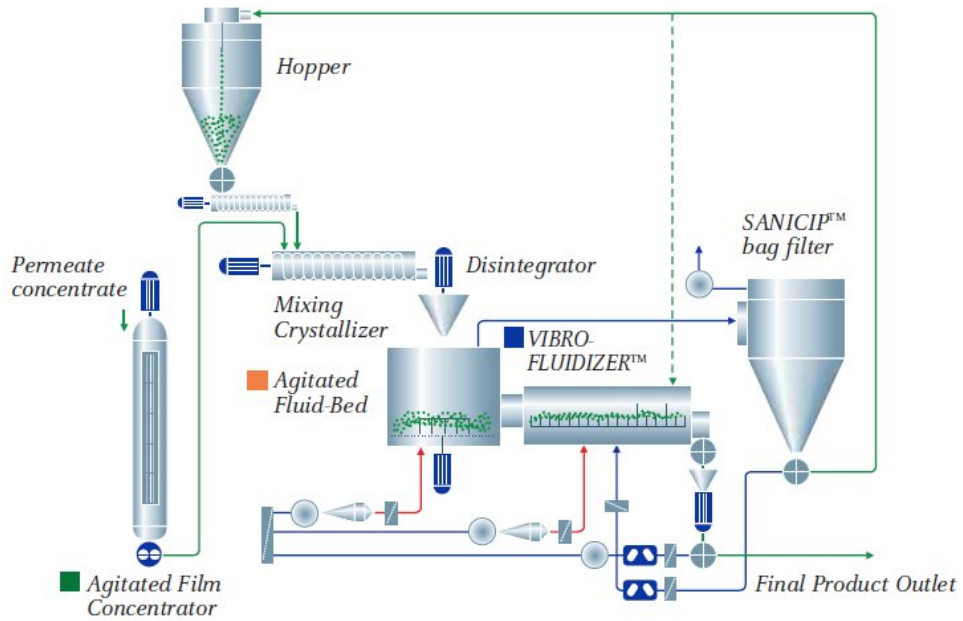 Hopper
SANICIP™
bag filter
Permeate
concentrate
Disintegrator
Mixing
Crystallizer
VIBRO-
FLUIDIZER™
Agitated
Fluid-Bed
Agitated Film
Concentrator
Final Product Outlet